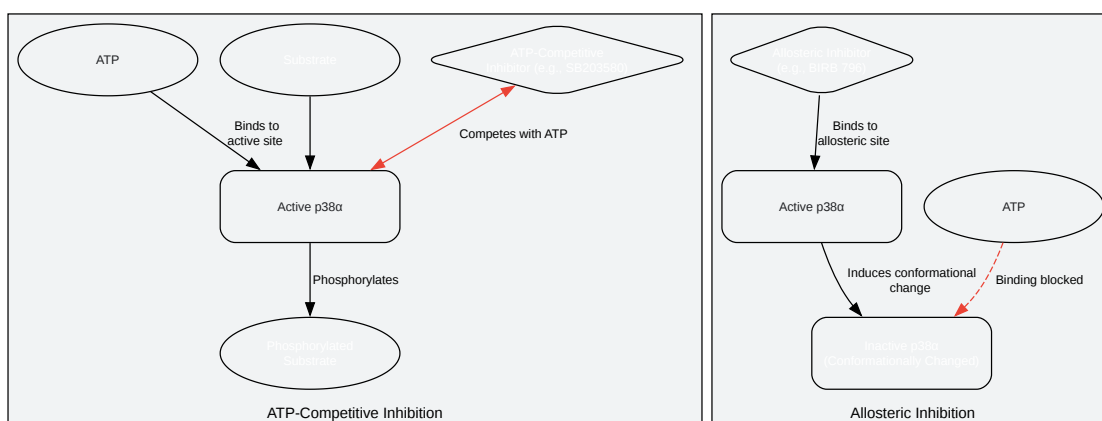 ATP
Substrate
ATP-Competitive
Inhibitor (e.g., SB203580)
Binds to
active site
Competes with ATP
Active p38α
Phosphorylates
Phosphorylated
Substrate
ATP-Competitive Inhibition
Allosteric Inhibitor
(e.g., BIRB 796)
Binds to
allosteric site
Active p38α
ATP
Induces conformational
change
Binding blocked
Inactive p38α
(Conformationally Changed)
Allosteric Inhibition